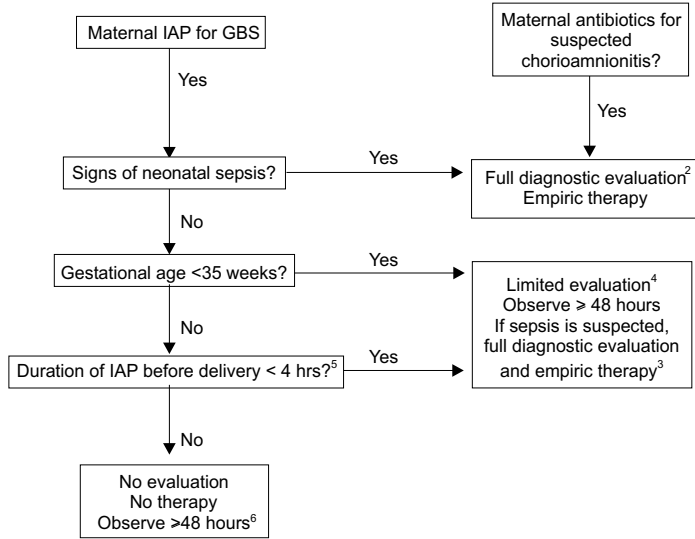 Maternal IAP for GBS
Maternal antibiotics for
suspected
chorioamnionitis?
Yes
Yes
Signs of neonatal sepsis?
Yes
Full diagnostic evaluation2
Empiric therapy
No
Gestational age <35 weeks?
Yes
Limited evaluation4
Observe ≥ 48 hours
If sepsis is suspected,
full diagnostic evaluation
and empiric therapy3
No
Duration of IAP before delivery < 4 hrs?5
Yes
No
No evaluation
No therapy
Observe ≥48 hours6